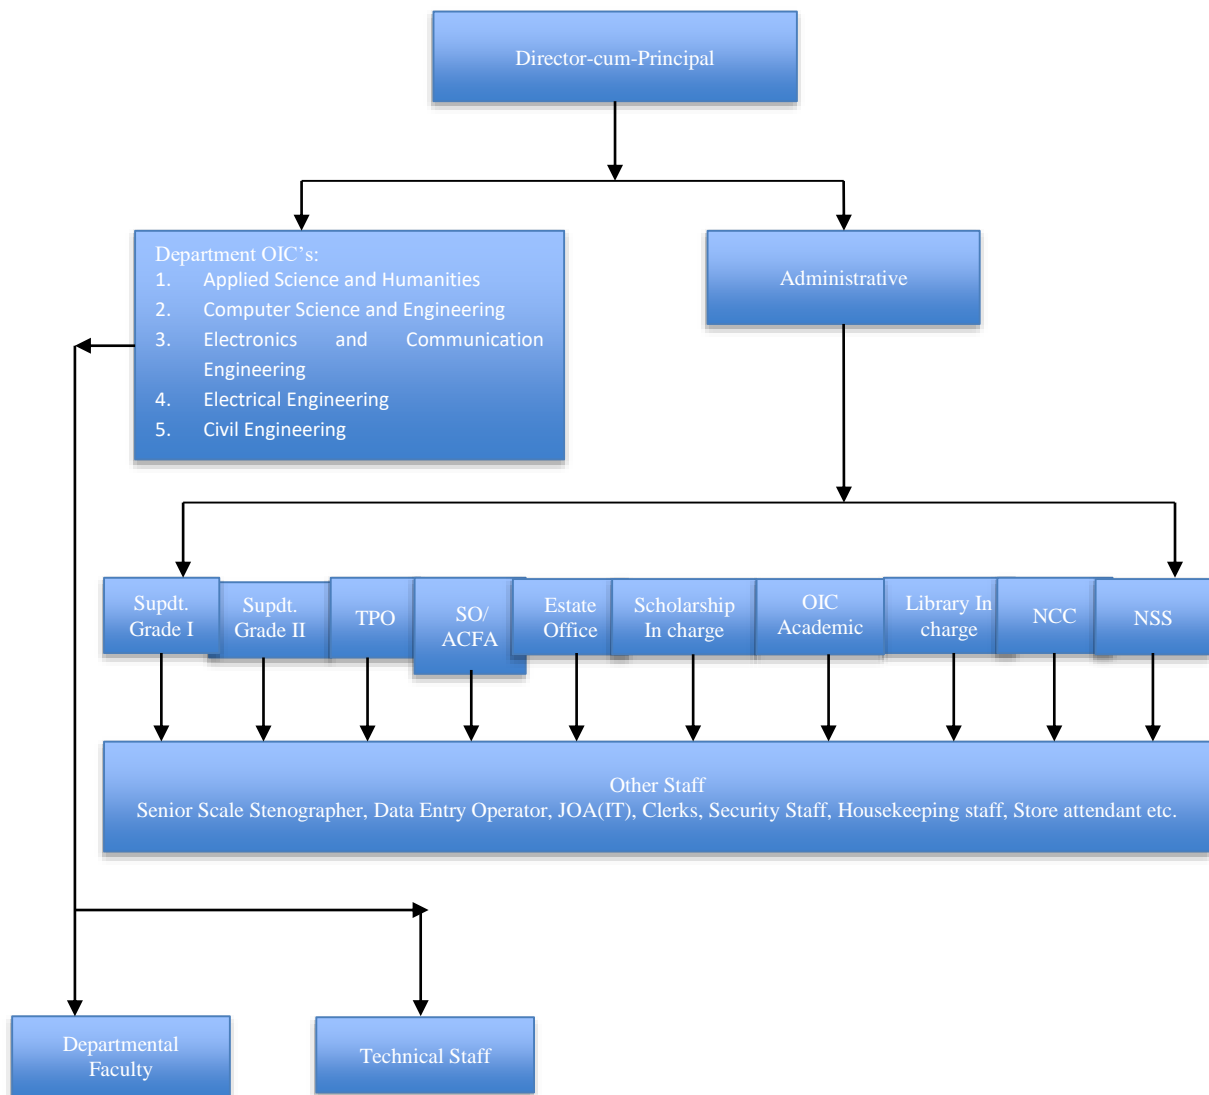 Director-cum-Principal
Department OIC's:
1. Applied Science and Humanities
2. Computer Science and Engineering
3. Electronics and Communication
Engineering
4. Electrical Engineering
5. Civil Engineering
Administrative
Supdt.
Grade I
Supdt.
Grade II
TPO
SO/
ACFA
Estate
Office
Scholarship
In charge
OIC
Academic
Library In
charge
NCC
NSS
Other Staff
Senior Scale Stenographer, Data Entry Operator, JOA(IT), Clerks, Security Staff, Housekeeping staff, Store attendant etc.
Departmental
Faculty
Technical Staff